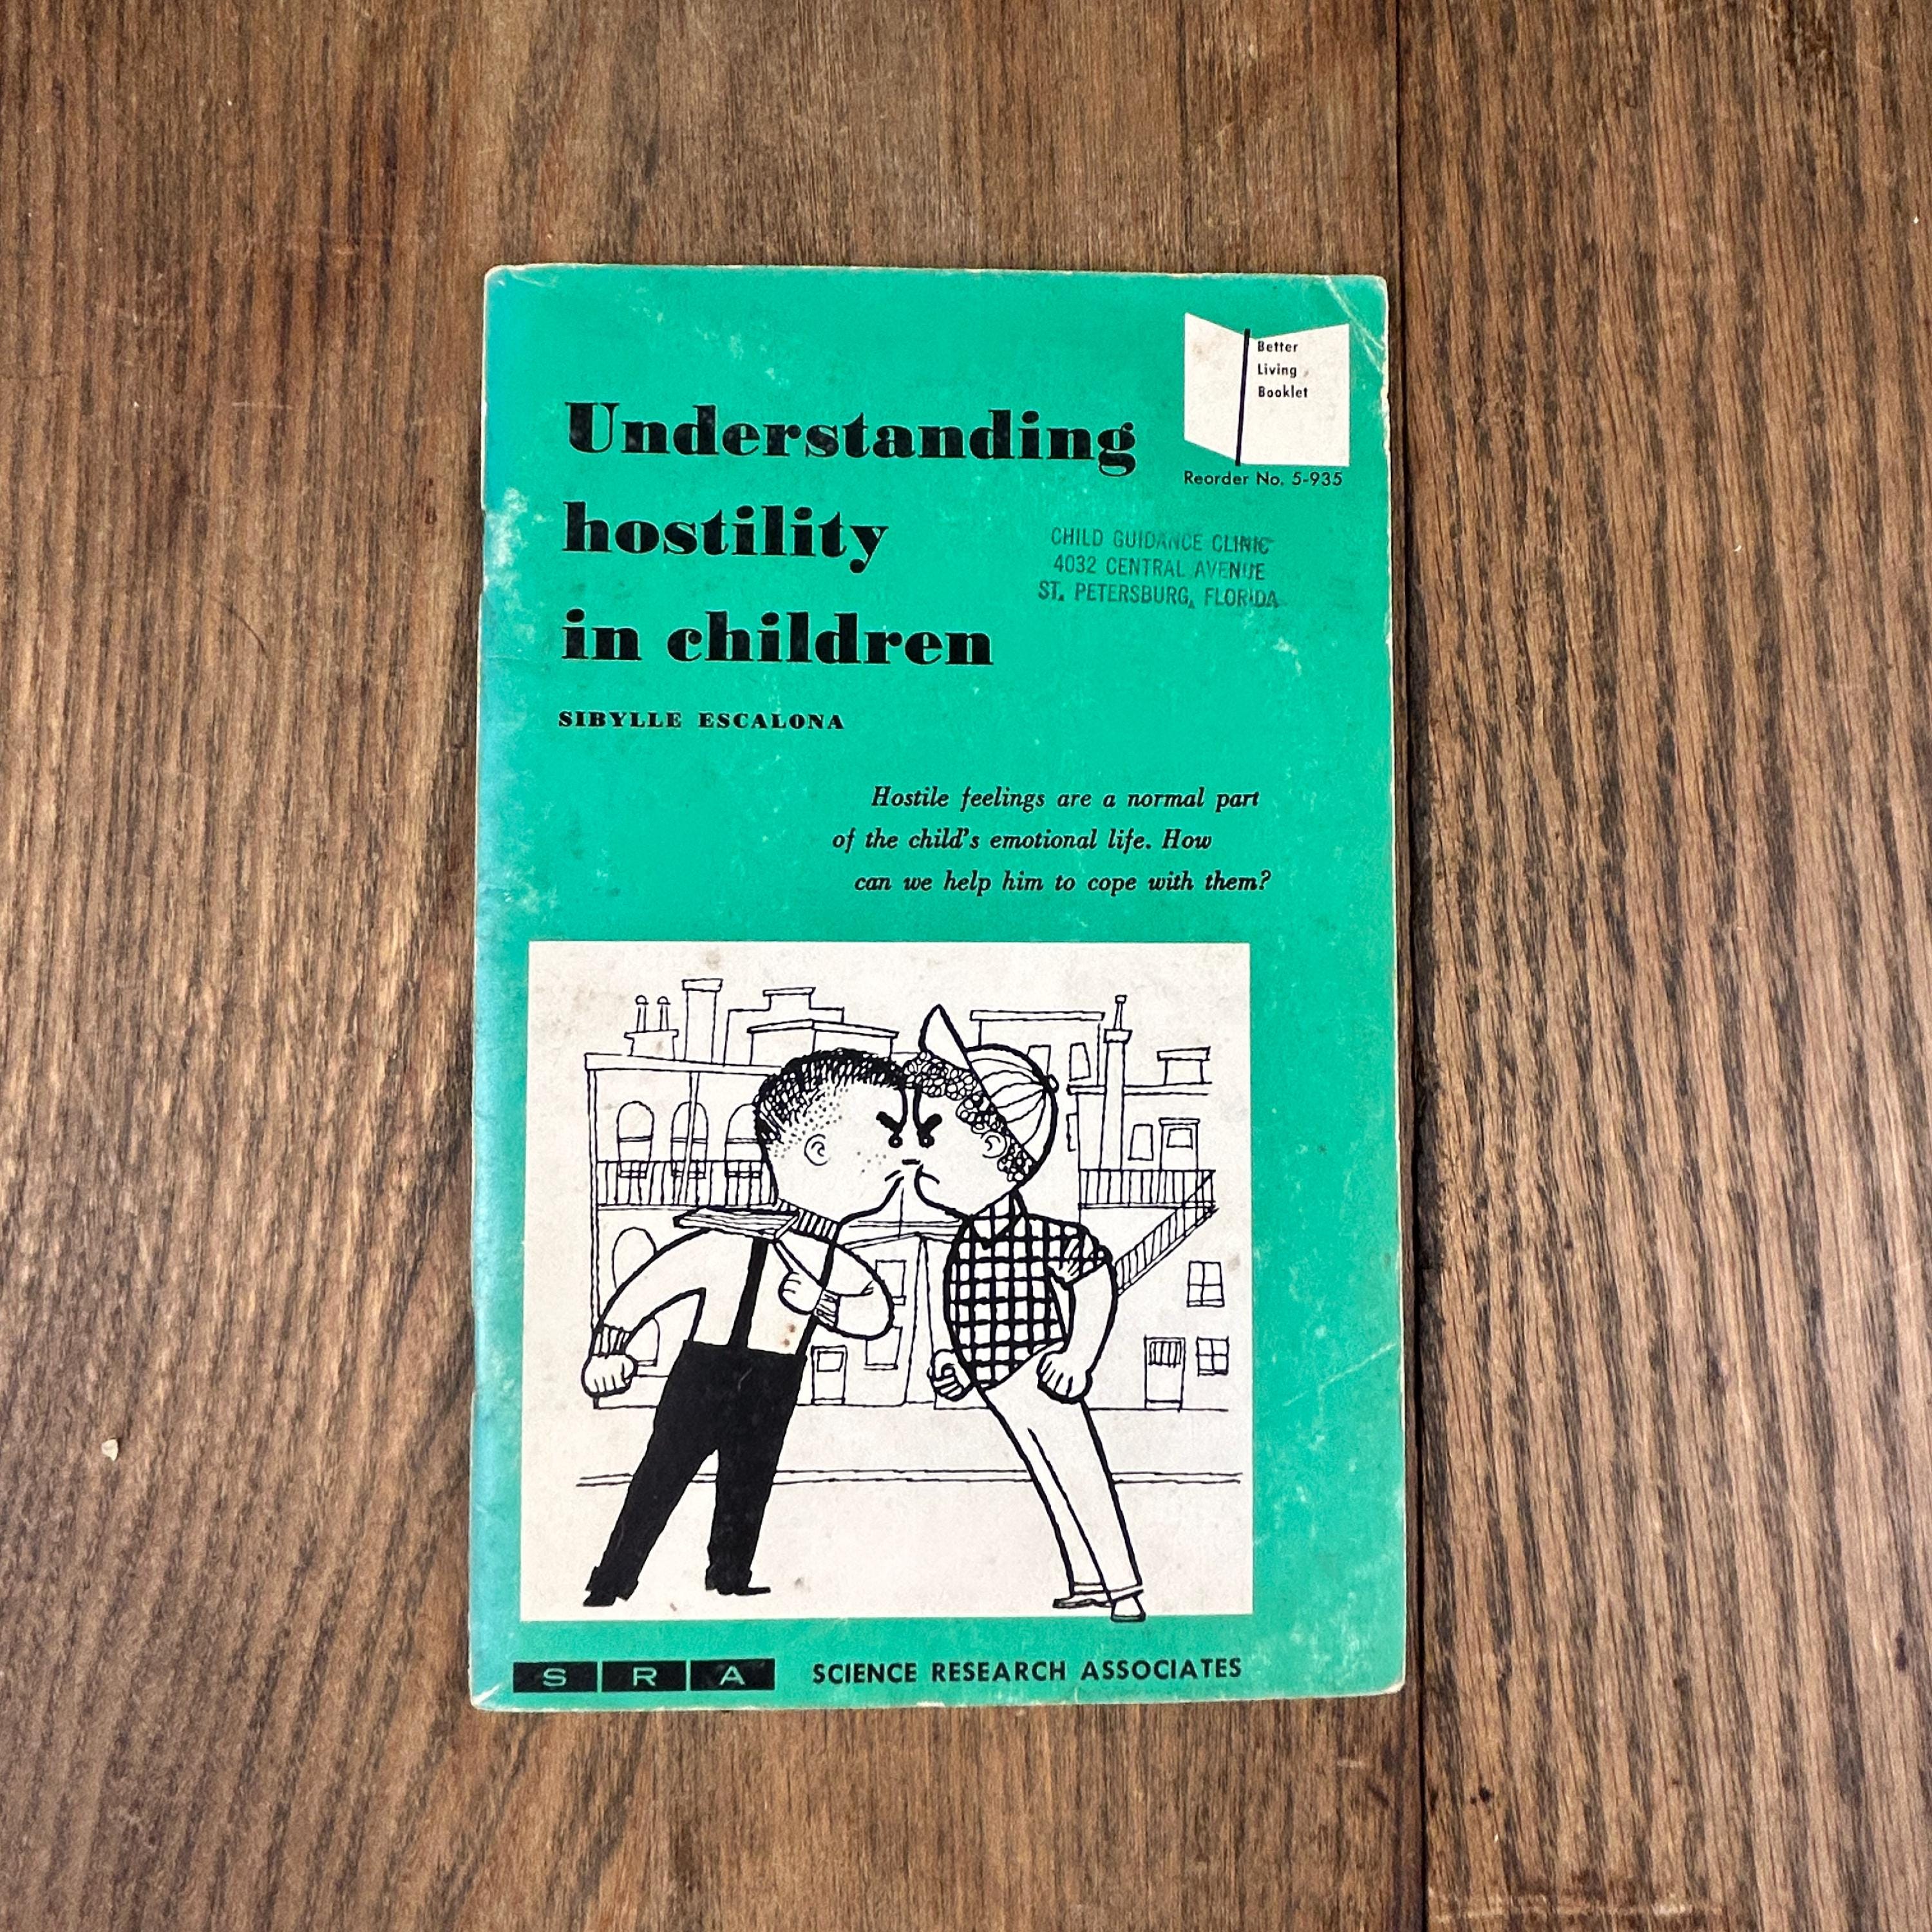 Better
Living
Booklet
Reorder No. 5-935
Understanding
hostility
in children
CHILD GUIDANCE CLINIC
4032 CENTRAL AVENUE
ST. PETERSBURG, FLORIDA
SIBYLLE ESCALONA
Hostile feelings are a normal part
of the child's emotional life. How
can we help him to cope with them?
SRA SCIENCE RESEARCH ASSOCIATES